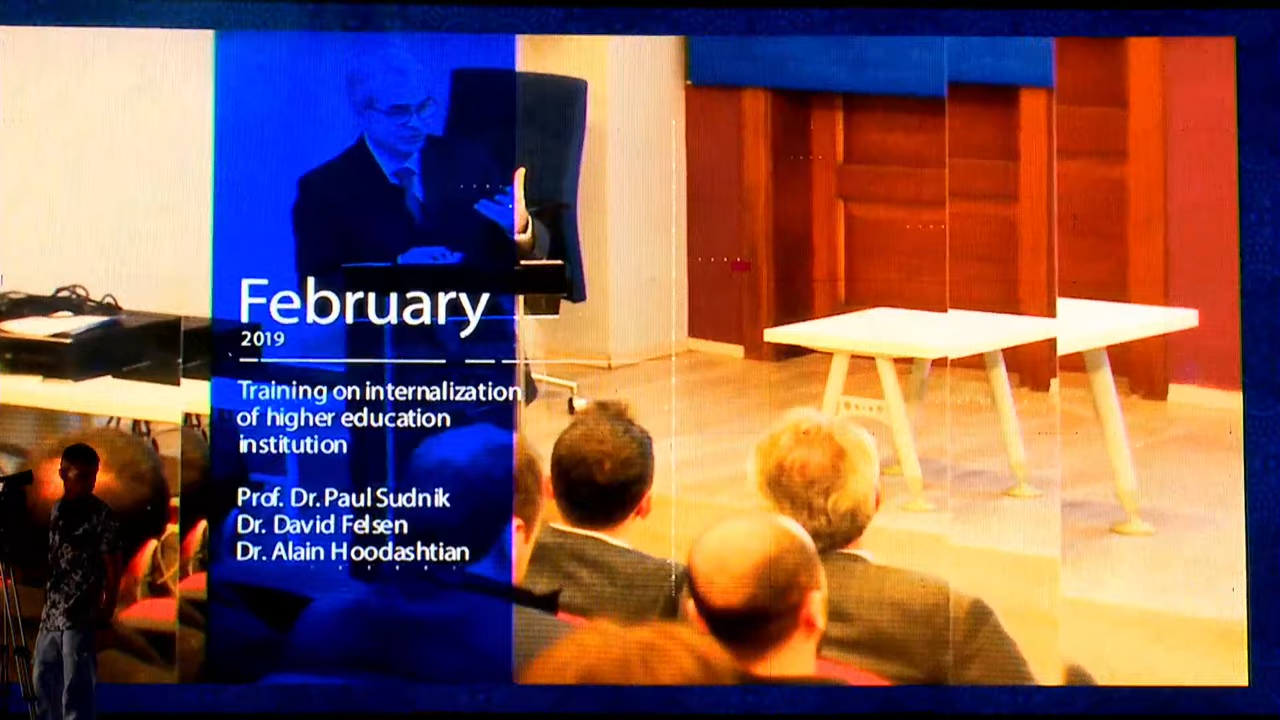 February
2019
Training on internalization
of higher education
institution
Prof. Dr. Paul Sudnik
Dr. David Felsen
Dr. Alain Hoodashtian